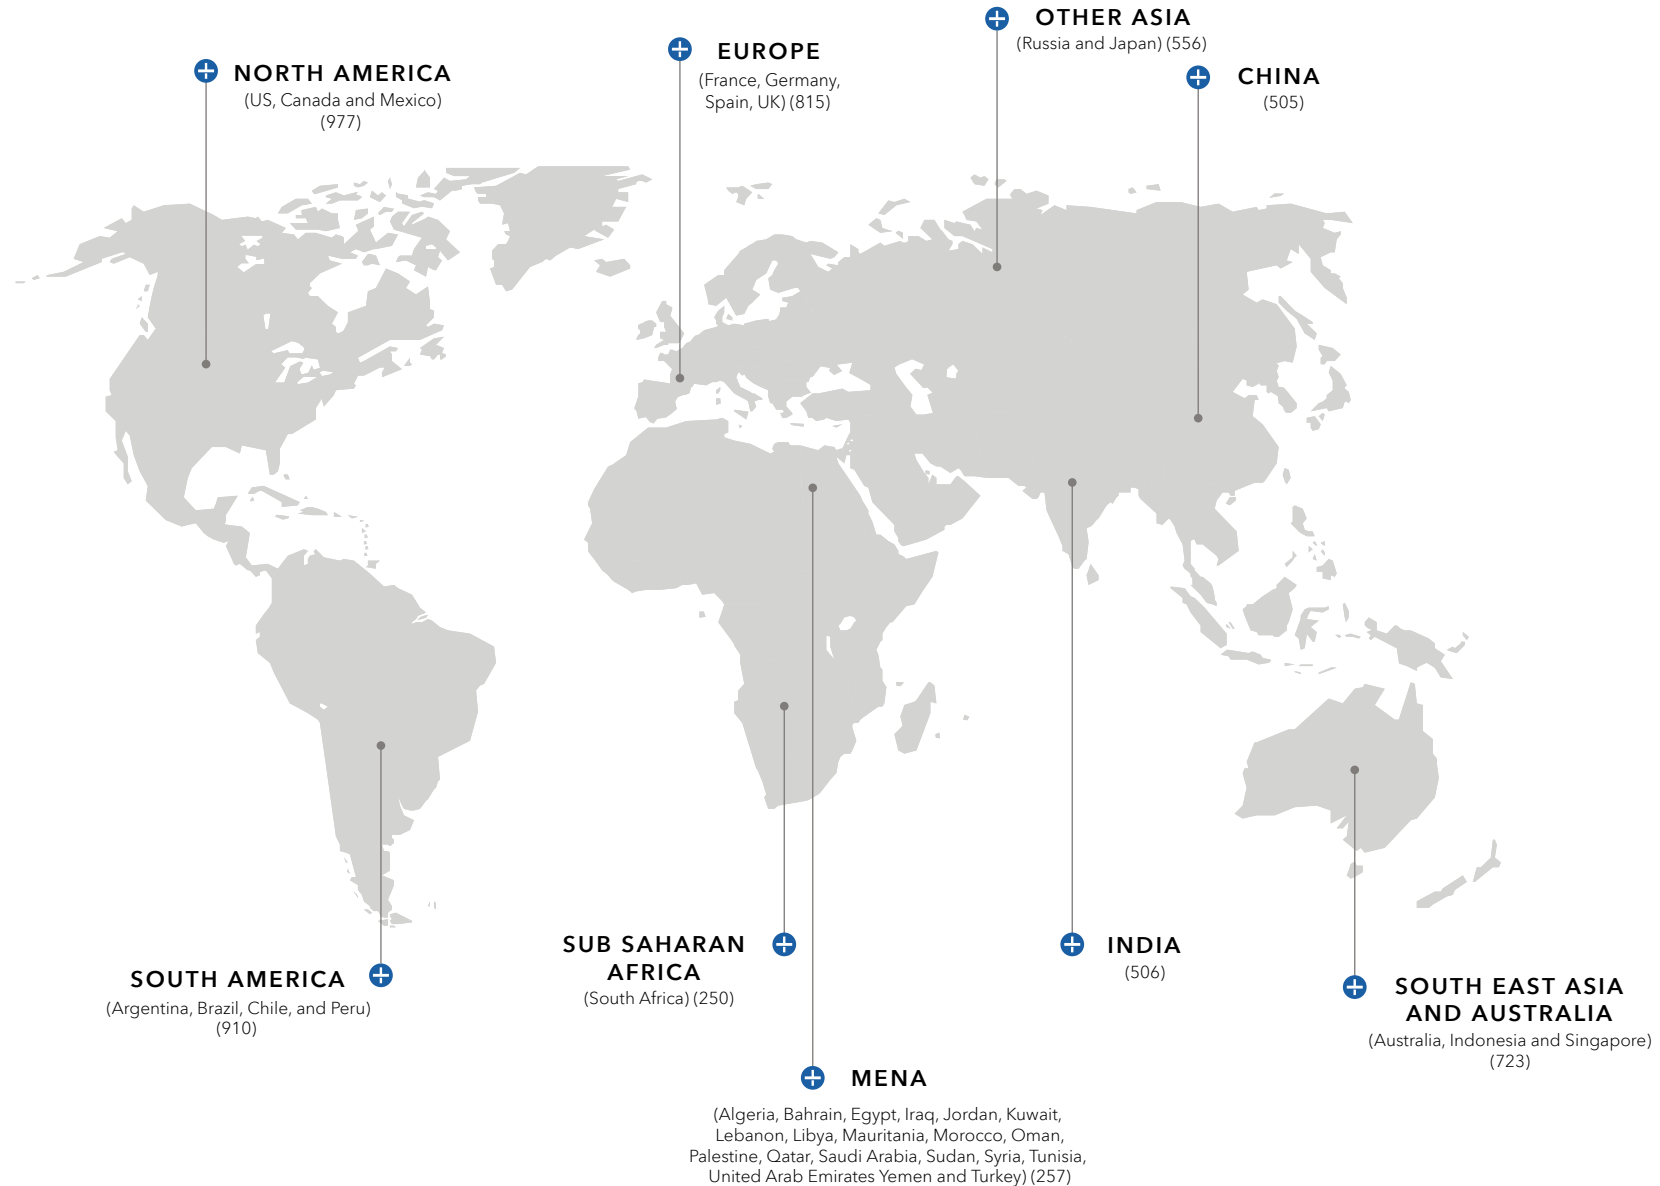 OTHER ASIA
(Russia and Japan) (556)
EUROPE
(France, Germany,
Spain, UK) (815)
NORTH AMERICA
(US, Canada and Mexico)
(977)
CHINA
(505)
SUB SAHARAN
AFRICA
(South Africa) (250)
INDIA
(506)
SOUTH AMERICA
(Argentina, Brazil, Chile, and Peru)
(910)
SOUTH EAST ASIA
AND AUSTRALIA
(Australia, Indonesia and Singapore)
(723)
MENA
(Algeria, Bahrain, Egypt, Iraq, Jordan, Kuwait,
Lebanon, Libya, Mauritania, Morocco, Oman,
Palestine, Qatar, Saudi Arabia, Sudan, Syria, Tunisia,
United Arab Emirates Yemen and Turkey) (257)